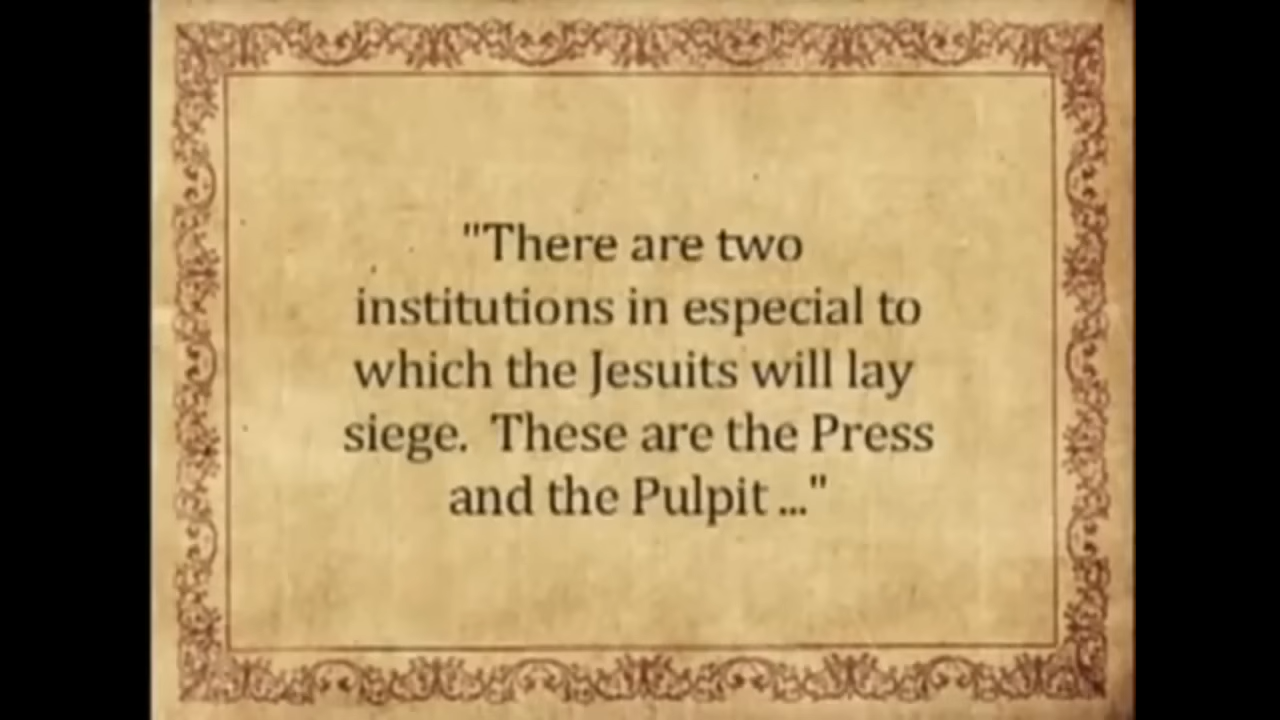 "There are two
institutions in especial to
which the Jesuits will lay
siege.  These are the Press
and the Pulpit ..."